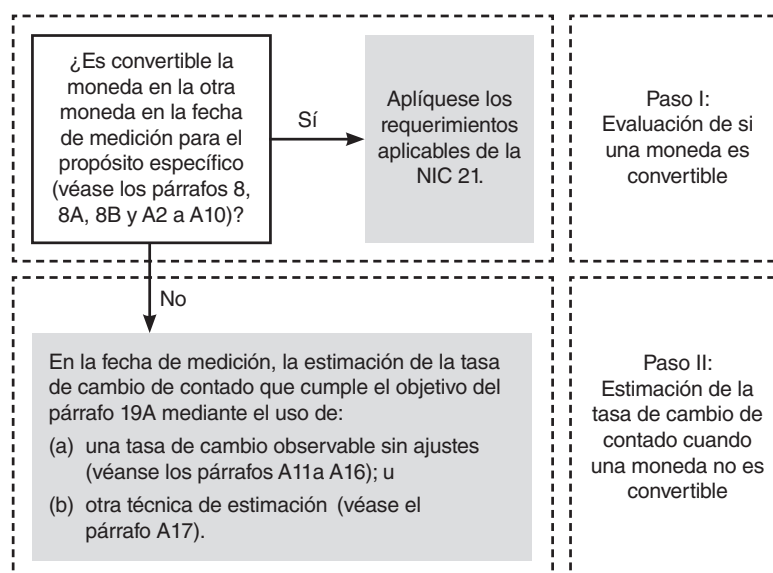 ¿Es convertible la
moneda en la otra
moneda en la fecha
de medición para el
propósito específico
(véase los párrafos 8,
8A, 8B y A2 a A10)?
Sí
Aplíquese los
requerimientos
aplicables de la
NIC 21.
Paso I:
Evaluación de si
una moneda es
convertible
No
En la fecha de medición, la estimación de la tasa
de cambio de contado que cumple el objetivo del
párrafo 19A mediante el uso de:
(a) una tasa de cambio observable sin ajustes
(véanse los párrafos A11a A16); u
(b) otra técnica de estimación (véase el
párrafo A17).
Paso II:
Estimación de la
tasa de cambio de
contado cuando
una moneda no es
convertible